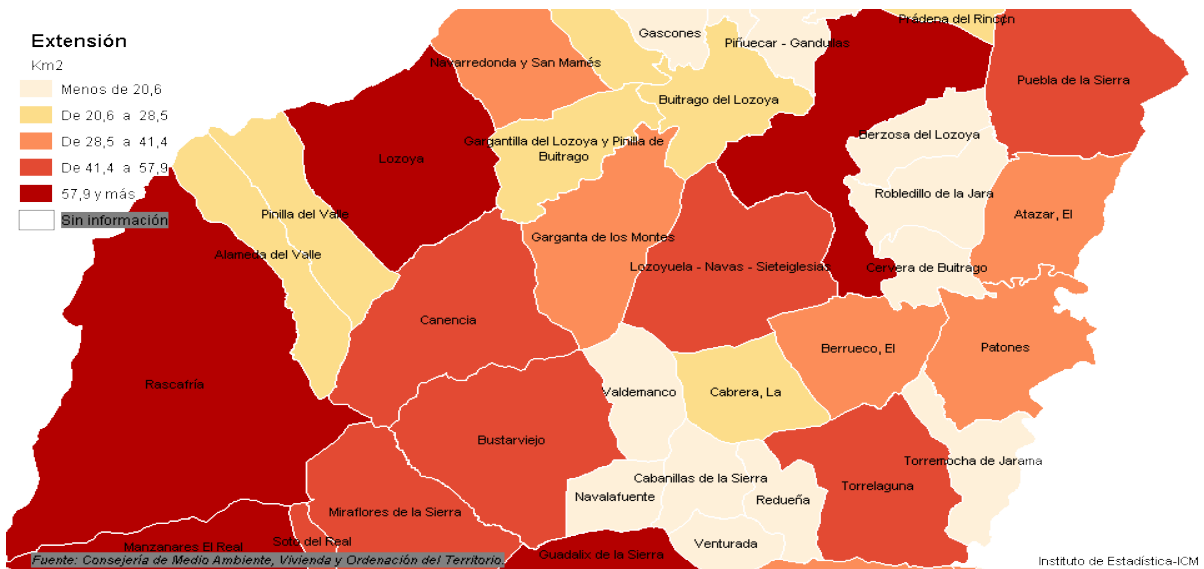 Extensión
Km2
Menos de 20,6
De 20,6 a 28,5
De 28,5 a 41,4
De 41,4 a 57,9
57,9 y más
Sin información
Gascones
Prádena del Rincón
Piñuecar - Gandullas
Navarredonda y San Mamés
Puebla de la Sierra
Buitrago del Lozoya
Berzosa del Lozoya
Gargantilla del Lozoya y Pinilla de
Buitrago
Lozoya
Robledillo de la Jara
Pinilla del Valle
Atazar, El
Garganta de los Montes
Alameda del Valle
Lozoyuela - Navas - Sieteiglesias
Cervera de Buitrago
Canencia
Berrueco, El
Patones
Rascafría
Valdemanco
Cabrera, La
Bustarviejo
Torremocha de Jarama
Cabanillas de la Sierra
Torrelaguna
Navalafuente
Redueña
Miraflores de la Sierra
Soto del Real
Venturada
Manzanares El Real
Guadalix de la Sierra
Fuente: Consejería de Medio Ambiente, Vivienda y Ordenación del Territorio.
Instituto de Estadística-ICM